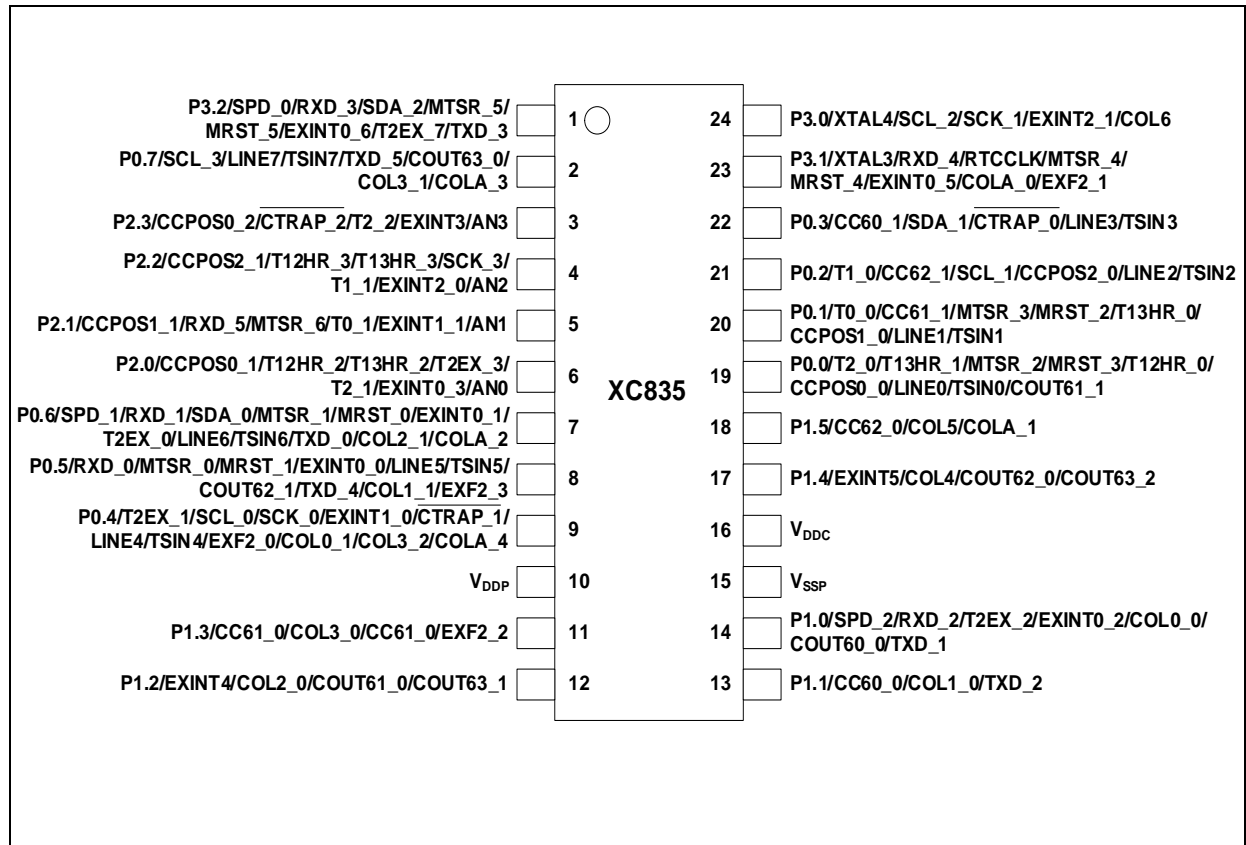 P3.2/SPD_0/RXD_3/SDA_2/MTSR_5/
MRST_5/EXINT0_6/T2EX_7/TXD_3
1
P0.7/SCL_3/LINE7/TSIN7/TXD_5/COUT63_0/
COL3_1/COLA_3
2
P2.3/CCPOS0_2/CTRAP_2/T2_2/EXINT3/AN3
3
P2.2/CCPOS2_1/T12HR_3/T13HR_3/SCK_3/
T1_1/EXINT2_0/AN2
4
P2.1/CCPOS1_1/RXD_5/MTSR_6/T0_1/EXINT1_1/AN1
5
P2.0/CCPOS0_1/T12HR_2/T13HR_2/T2EX_3/
T2_1/EXINT0_3/AN0
6
P0.6/SPD_1/RXD_1/SDA_0/MTSR_1/MRST_0/EXINT0_1/
T2EX_0/LINE6/TSIN6/TXD_0/COL2_1/COLA_2
7
P0.5/RXD_0/MTSR_0/MRST_1/EXINT0_0/LINE5/TSIN5/
COUT62_1/TXD_4/COL1_1/EXF2_3
8
P0.4/T2EX_1/SCL_0/SCK_0/EXINT1_0/CTRAP_1/
LINE4/TSIN4/EXF2_0/COL0_1/COL3_2/COLA_4
9
VDDP
10
P1.3/CC61_0/COL3_0/CC61_0/EXF2_2
11
P1.2/EXINT4/COL2_0/COUT61_0/COUT63_1
12
XC835
24
P3.0/XTAL4/SCL_2/SCK_1/EXINT2_1/COL6
23
P3.1/XTAL3/RXD_4/RTCCLK/MTSR_4/
MRST_4/EXINT0_5/COLA_0/EXF2_1
22
P0.3/CC60_1/SDA_1/CTRAP_0/LINE3/TSIN3
21
P0.2/T1_0/CC62_1/SCL_1/CCPOS2_0/LINE2/TSIN2
20
P0.1/T0_0/CC61_1/MTSR_3/MRST_2/T13HR_0/
CCPOS1_0/LINE1/TSIN1
19
P0.0/T2_0/T13HR_1/MTSR_2/MRST_3/T12HR_0/
CCPOS0_0/LINE0/TSIN0/COUT61_1
18
P1.5/CC62_0/COL5/COLA_1
17
P1.4/EXINT5/COL4/COUT62_0/COUT63_2
16
VDDC
15
VSSP
14
P1.0/SPD_2/RXD_2/T2EX_2/EXINT0_2/COL0_0/
COUT60_0/TXD_1
13
P1.1/CC60_0/COL1_0/TXD_2